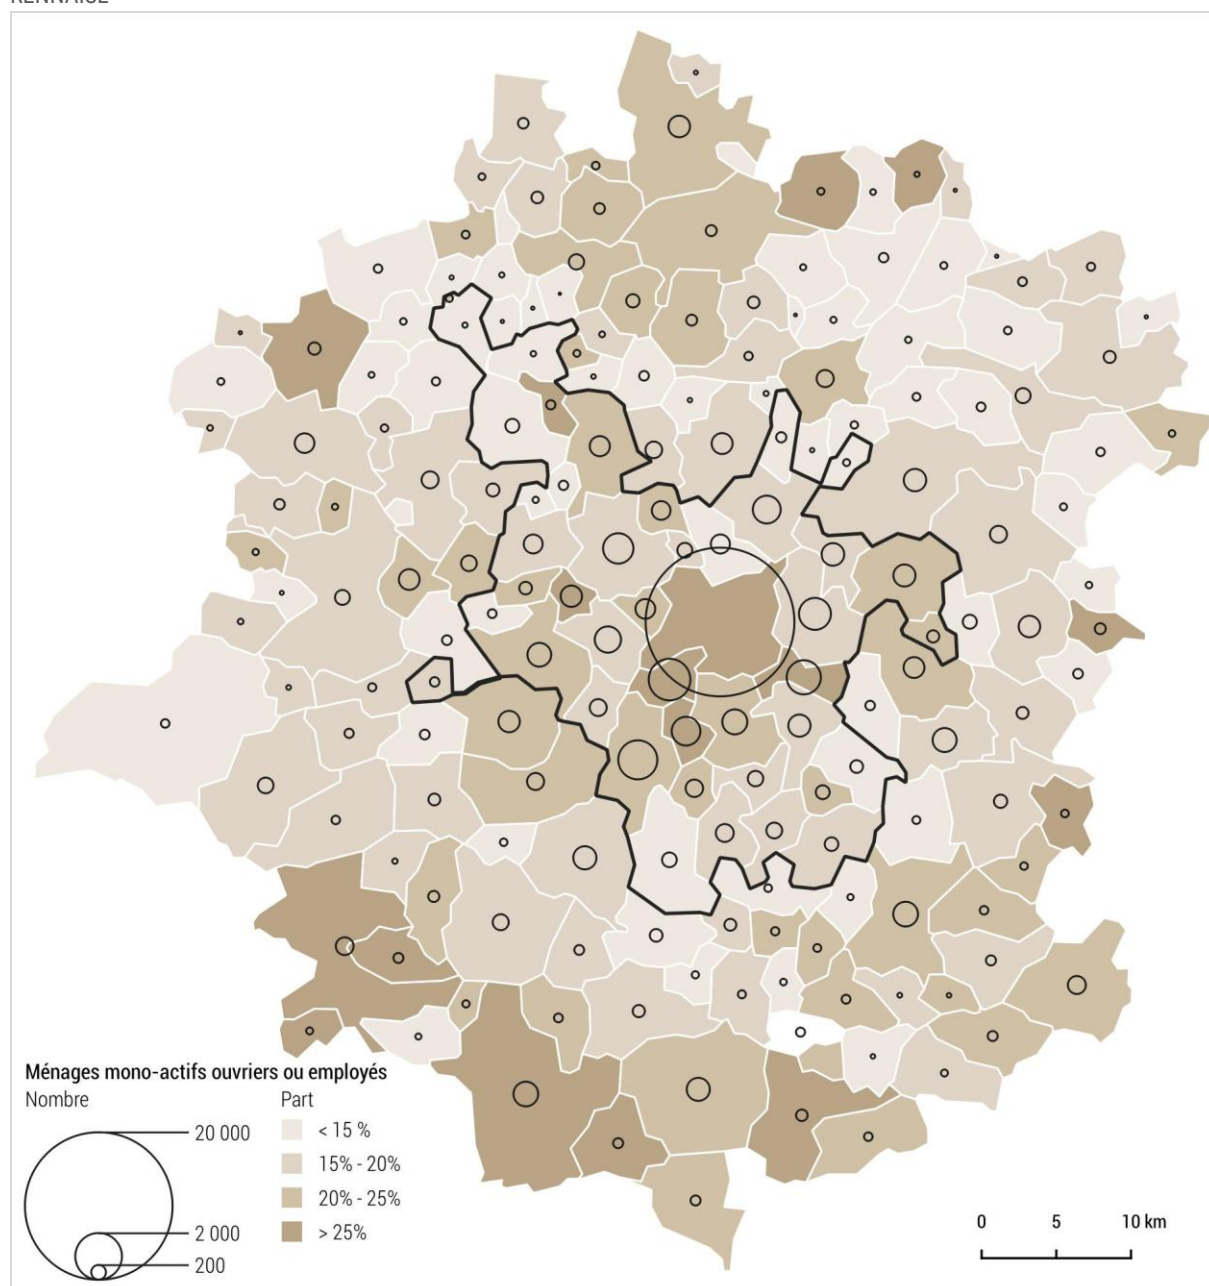 RENNAISE
Ménages mono-actifs ouvriers ou employés
Nombre
Part
20 000
2 000
200
< 15 %
15% - 20%
20% - 25%
> 25%
0 5 10 km